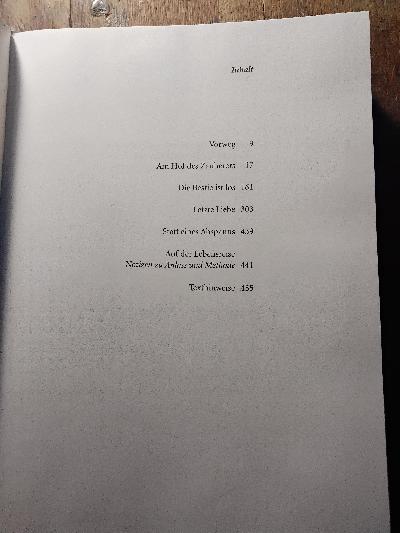 Inhalt
Vorweg 9
Am Hof des Zauberers 17
Die Bestie ist los 161
Letzte Liebe 303
Statt eines Abspanns 439
Auf der Lebensreise
Notizen zu Anlass und Methode 441
Texthinweise 455